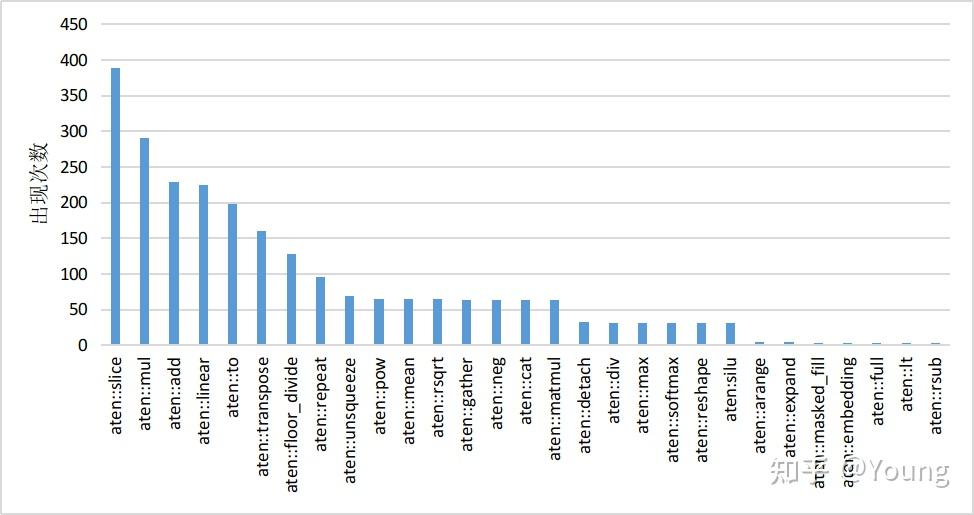 450
400
350
300
250
200
150
100
50
0
出现次数
aten::slice
aten::mul
aten::add
aten::linear
aten::to
aten::transpose
aten::floor_divide
aten::repeat
aten::unsqueeze
aten::pow
aten::mean
aten::rsqrt
aten::gather
aten::neg
aten::cat
aten::matmul
aten::detach
aten::div
aten::max
aten::softmax
aten::reshape
aten::silu
aten::arange
aten::expand
aten::masked_fill
aten::embedding
aten::full
aten::lt
aten::rsub
知乎 @Young